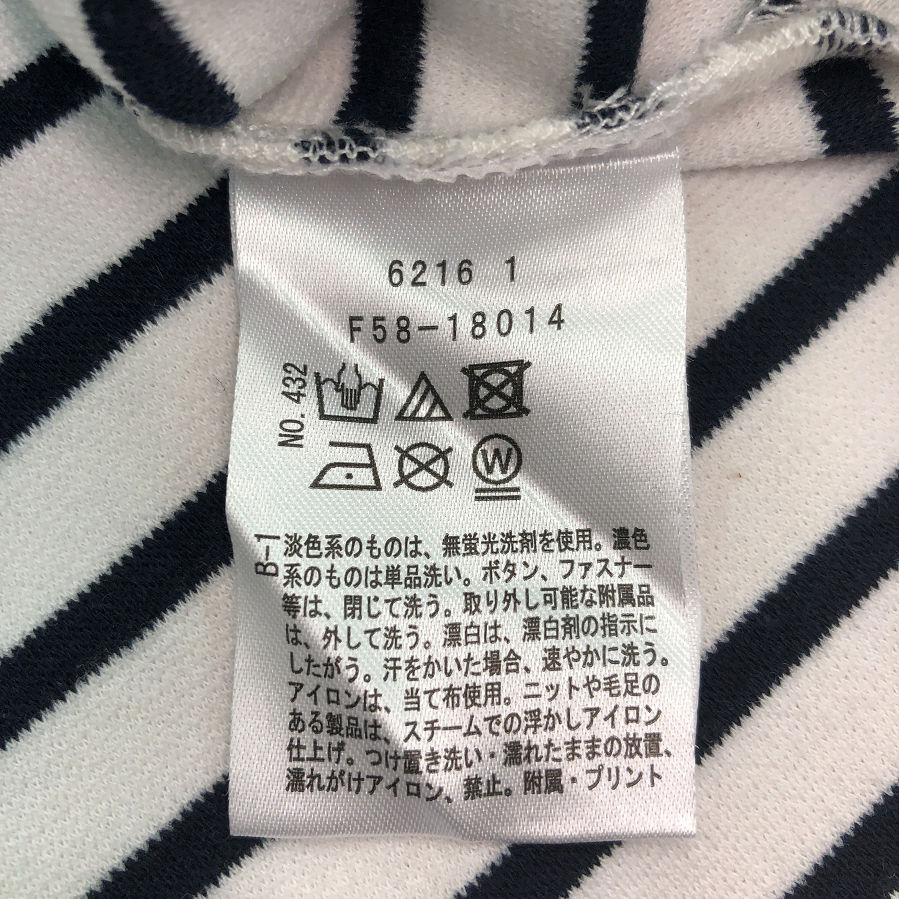 6216 1
F58-18014
NO. 432
W
B-1
淡色系のものは、無蛍光洗剤を使用。濃色
系のものは単品洗い。ボタン、ファスナー
等は、閉じて洗う。取り外し可能な附属品
は、外して洗う。漂白は、漂白剤の指示に
したがう。汗をかいた場合、速やかに洗う。
アイロンは、当て布使用。ニットや毛足の
ある製品は、スチームでの浮かしアイロン
仕上げ。つけ置き洗い・濡れたままの放置、
濡れがけアイロン、禁止。附属・プリント